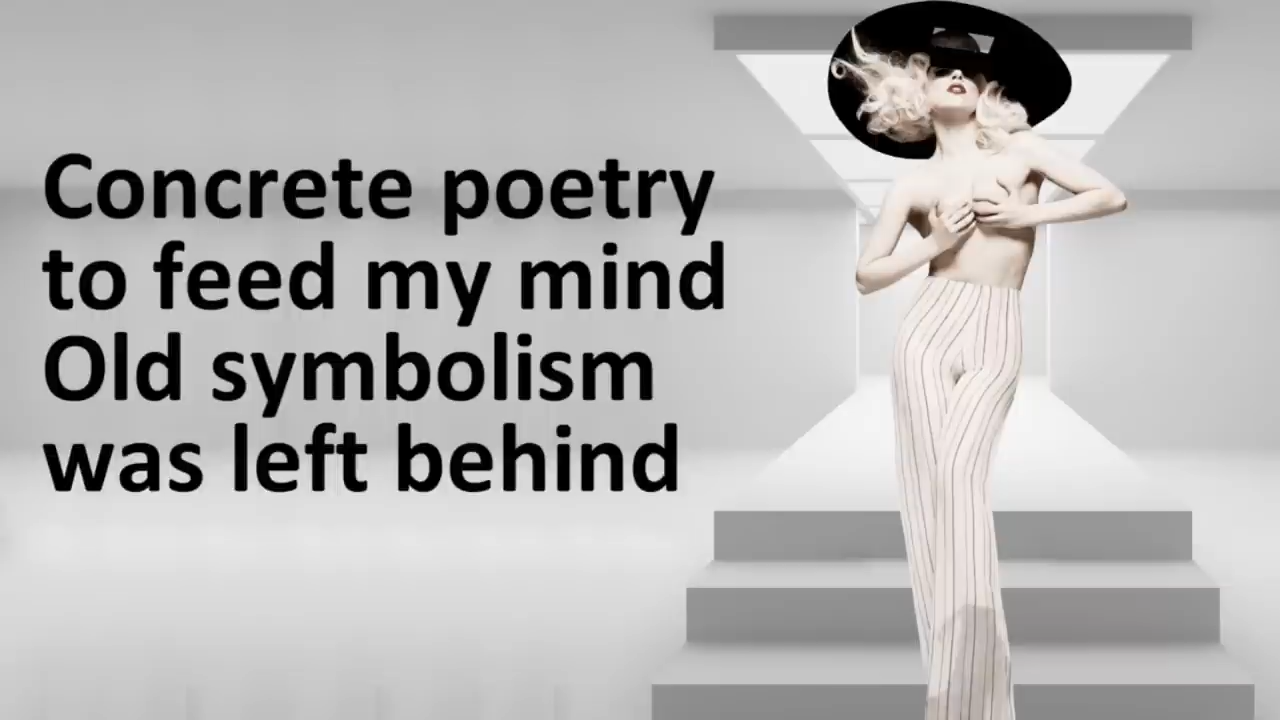 Concrete poetry
to feed my mind
Old symbolism
was left behind